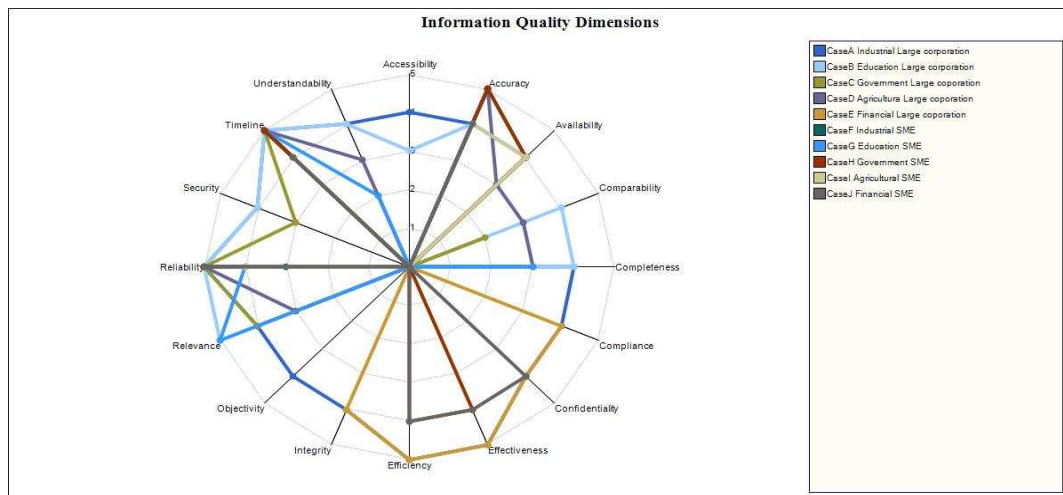 Information Quality Dimensions
Accessibility
Understandability
Accuracy
Timeline
Availability
Security
Comparability
Reliability
Completeness
Relevance
Compliance
Objectivity
Confidentiality
Integrity
Effectiveness
Efficiency
5
2
1
CaseA Industrial Large corporation
CaseB Education Large corporation
CaseC Government Large coporation
CaseD Agricultura Large coporation
CaseE Financial Large corporation
CaseF Industrial SME
CaseG Education SME
CaseH Government SME
CaseI Agricultural SME
CaseJ Financial SME